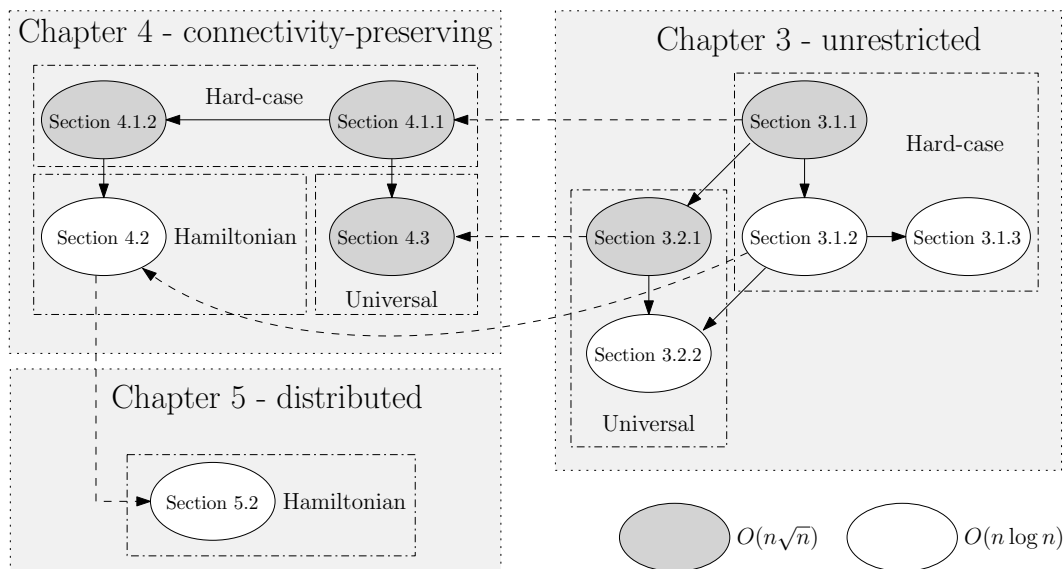 Chapter 4 - connectivity-preserving
Hard-case
Section 4.1.2
Section 4.1.1
Section 4.2
Hamiltonian
Section 4.3
Universal
Chapter 3 - unrestricted
Section 3.1.1
Hard-case
Section 3.2.1
Section 3.1.2
Section 3.1.3
Section 3.2.2
Universal
Chapter 5 - distributed
Section 5.2
Hamiltonian
O(n√n)
O(n log n)